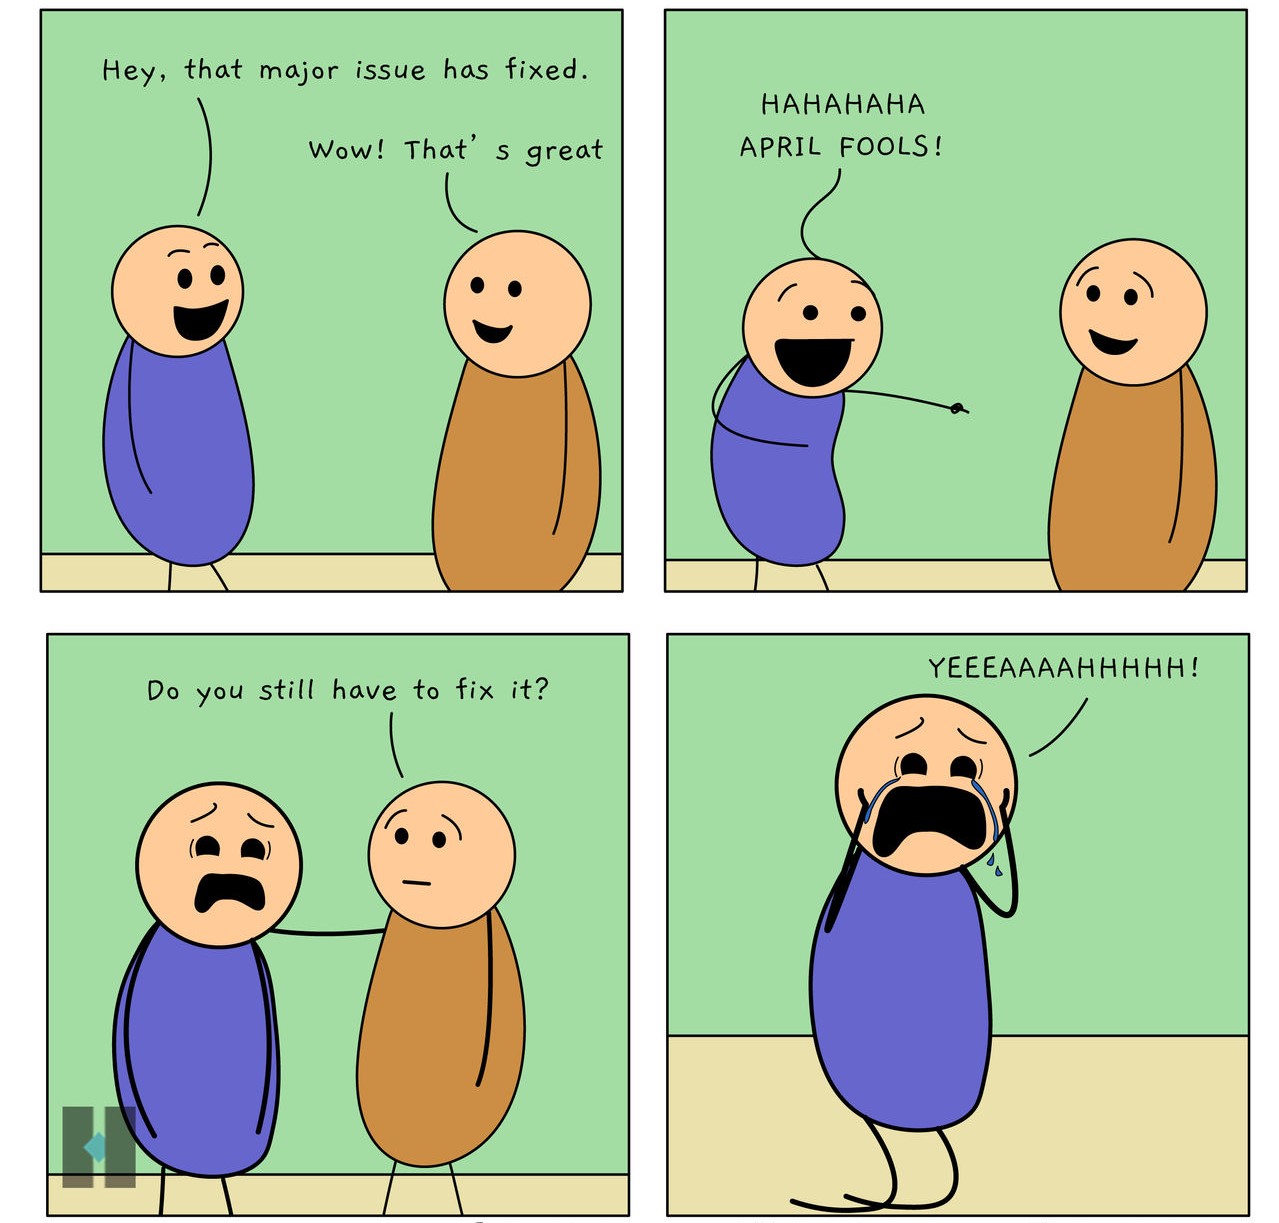 Hey, that major issue has fixed.
Wow! That's great
HAHAHAHA
APRIL FOOLS!
Do you still have to fix it?
YEEEAAAAHHHHH!